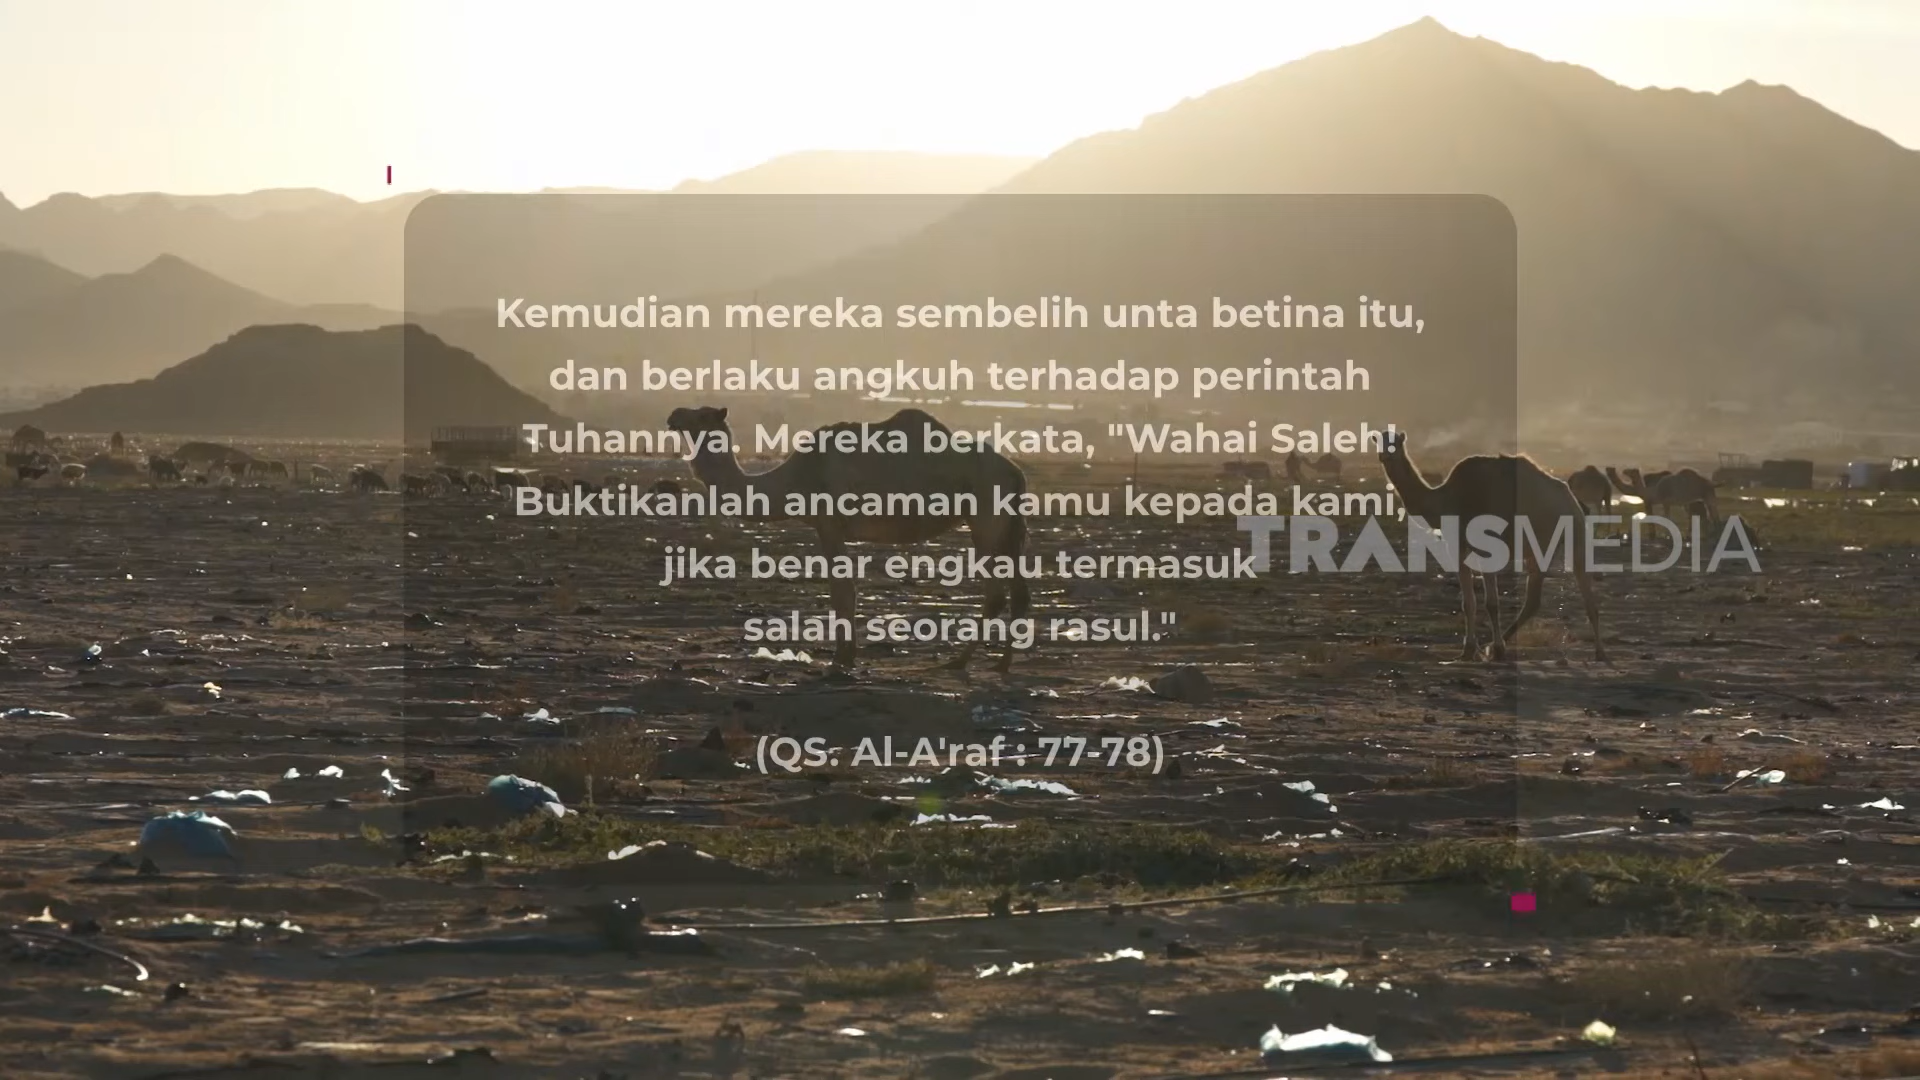 Kemudian mereka sembelih unta betina itu,
dan berlaku angkuh terhadap perintah
Tuhannya. Mereka berkata, "Wahai Saleh!
Buktikanlah ancaman kamu kepada kami,
jika benar engkau termasuk
salah seorang rasul."
(QS. Al-A'raf : 77-78)
TRANSMEDIA